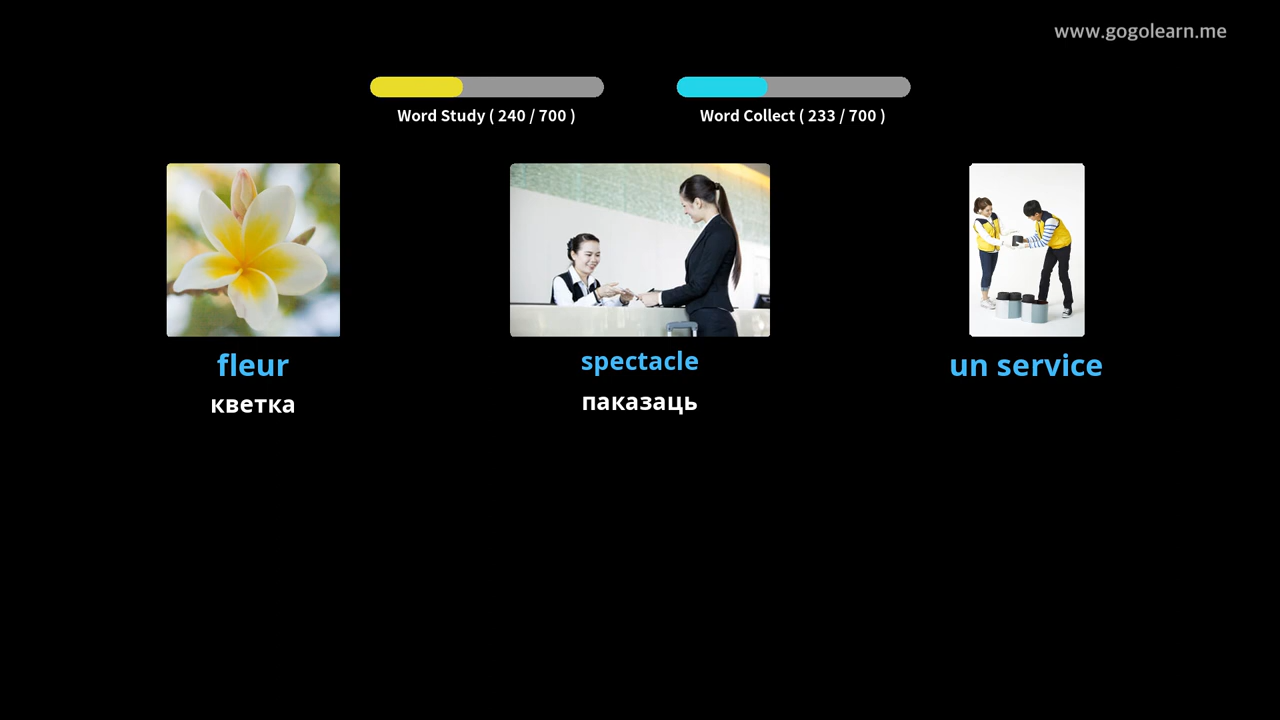 www.gogolearn.me
Word Study ( 240 / 700 )
Word Collect ( 233 / 700 )
fleur
кветка
spectacle
паказаць
un service